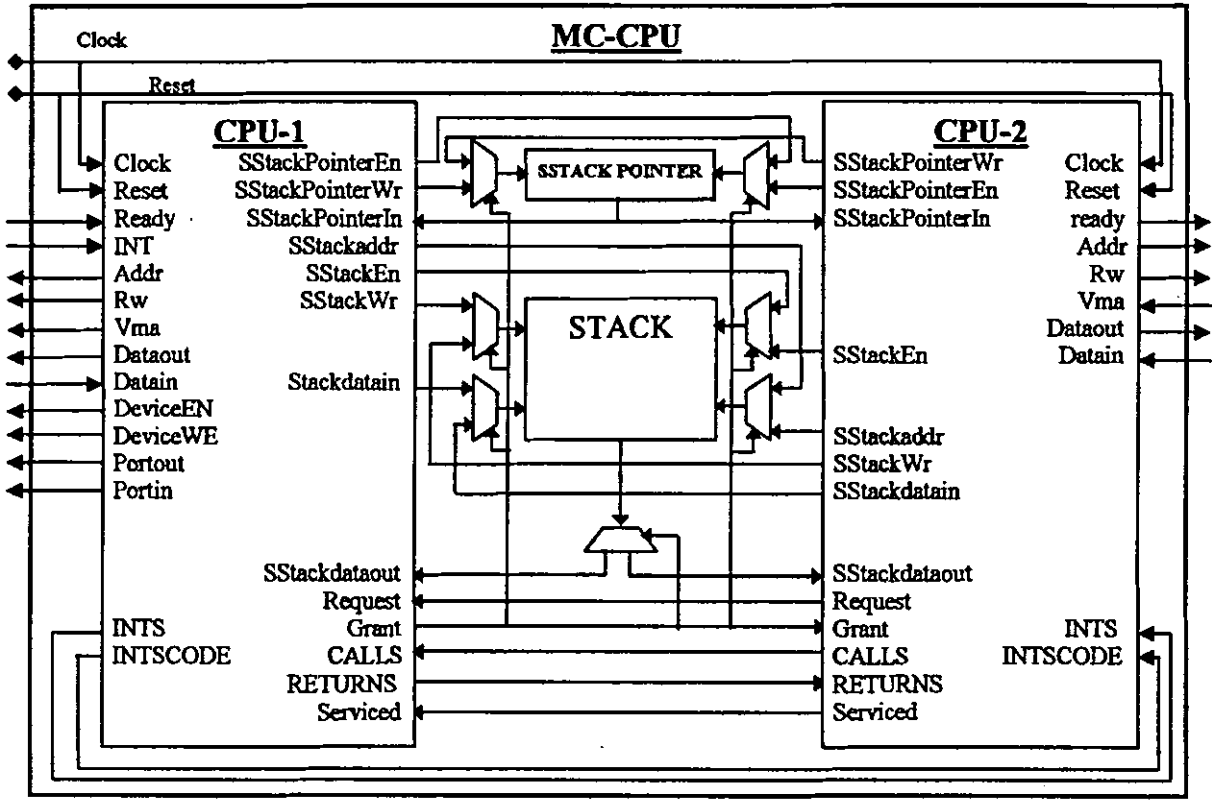 MC-CPU
Clock
Reset
CPU-1
Clock
Reset
Ready
INT
Addr
Rw
Vma
Dataout
Datain
DeviceEN
DeviceWE
Portout
Portin
INTS
INTSCODE
SStackPointerEn
SStackPointerWr
SStackPointerIn
SStackaddr
SStackEn
SStackWr
Stackdatain
SStackdataout
Request
Grant
CALLS
RETURNS
Serviced
SSTACK POINTER
STACK
CPU-2
SStackPointerWr
SStackPointerEn
SStackPointerIn
SStackEn
SStackaddr
SStackWr
SStackdatain
SStackdataout
Request
Grant
CALLS
RETURNS
Serviced
Clock
Reset
ready
Addr
Rw
Vma
Dataout
Datain
INTS
INTSCODE